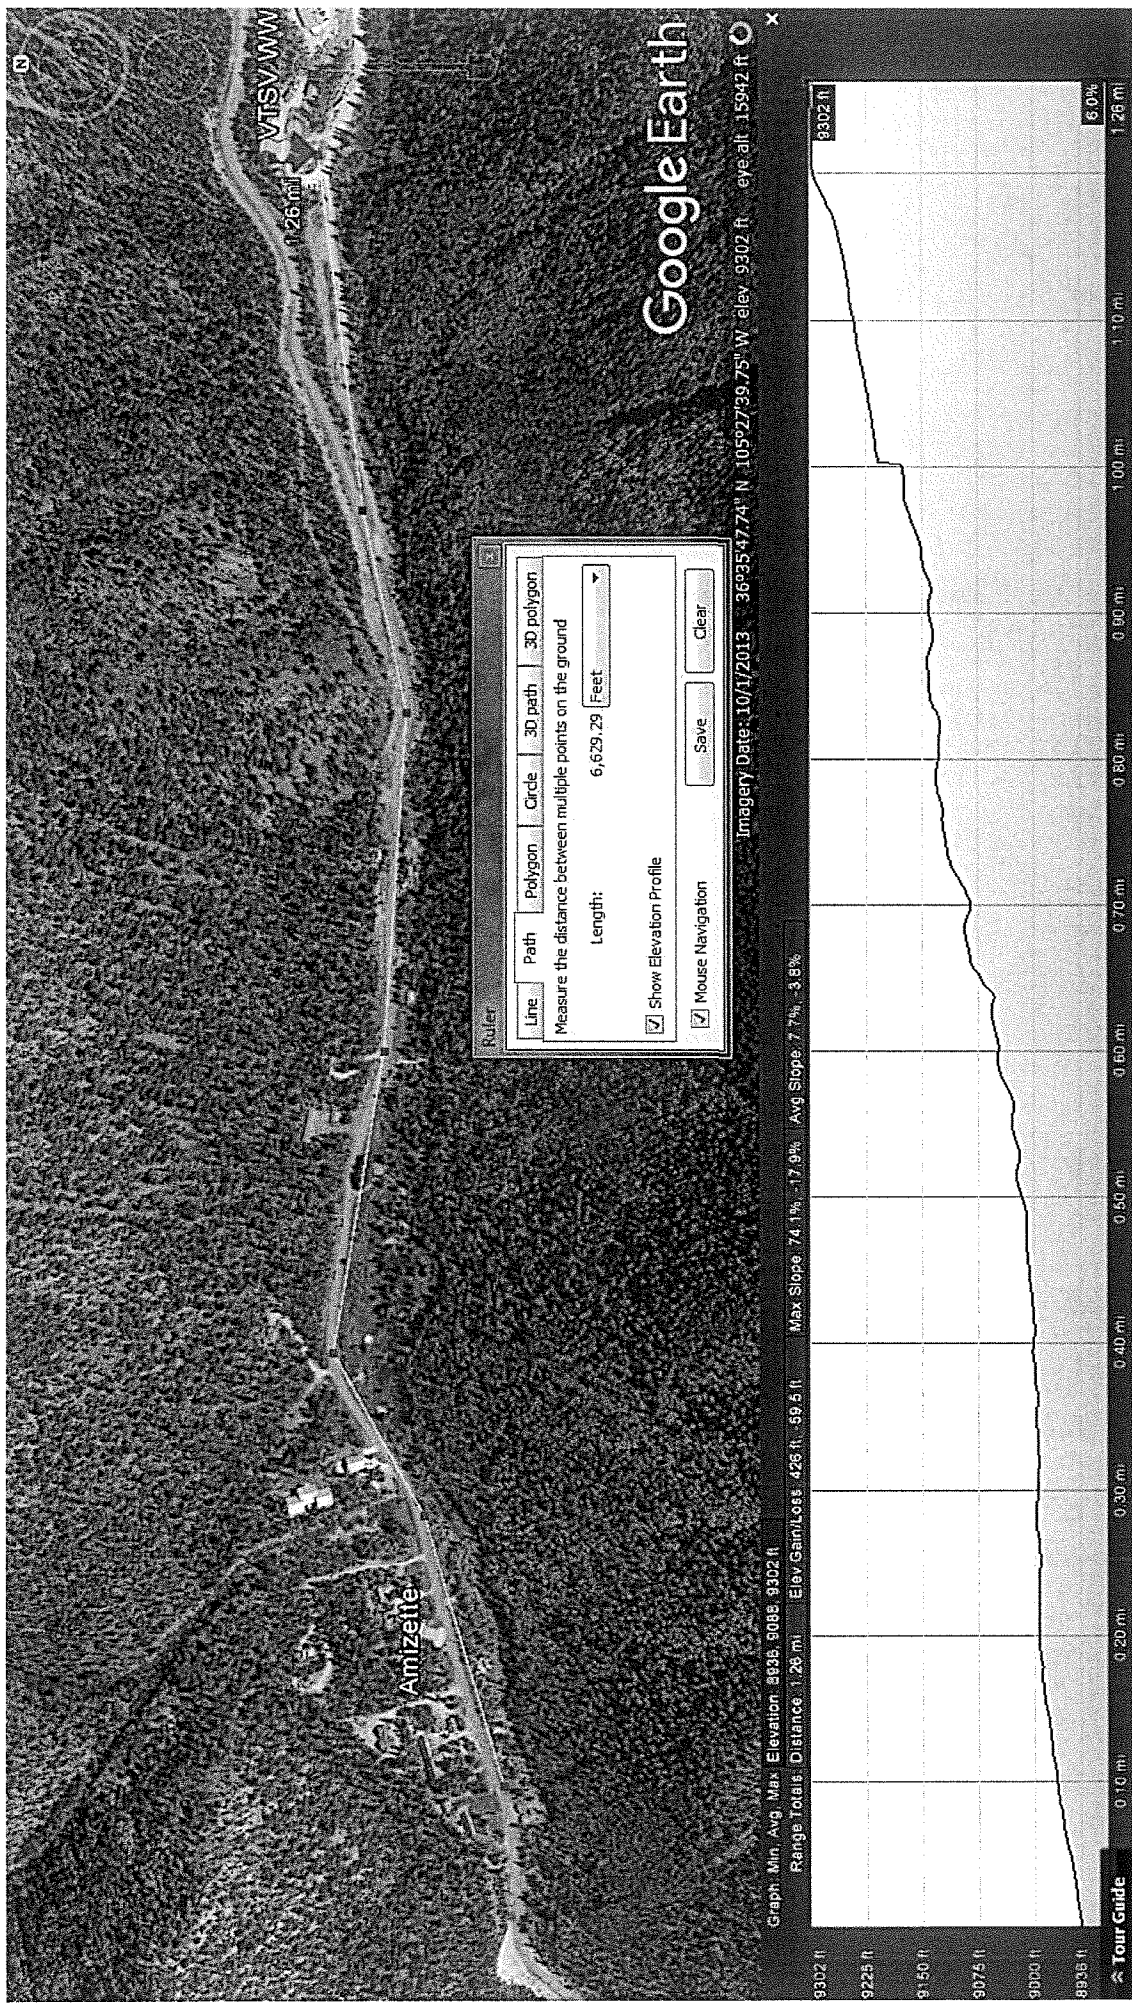 N
VTSV WW
1.26 mi
Amizette
Google Earth
Ruler
Line
Path
Polygon
Circle
3D path
3D polygon
Measure the distance between multiple points on the ground
Length:
6,629.29
Feet
Show Elevation Profile
Mouse Navigation
Save
Clear
Imagery Date: 10/1/2013 36°35'47.74" N 105°27'39.75" W elev 9302 ft eye alt 15942 ft
Graph: Min, Avg, Max Elevation: 8936, 9088, 9302 ft
Range Totals: Distance: 1.26 mi Elev Gain/Loss: 426 ft, -59.5 ft Max Slope: 74.1%, -17.9% Avg Slope: 7.7%, -3.8%
9302 ft
9225 ft
9150 ft
9075 ft
9000 ft
8936 ft
9302 ft
6.0%
0.10 mi
0.20 mi
0.30 mi
0.40 mi
0.50 mi
0.60 mi
0.70 mi
0.80 mi
0.90 mi
1.00 mi
1.10 mi
1.26 mi
Tour Guide